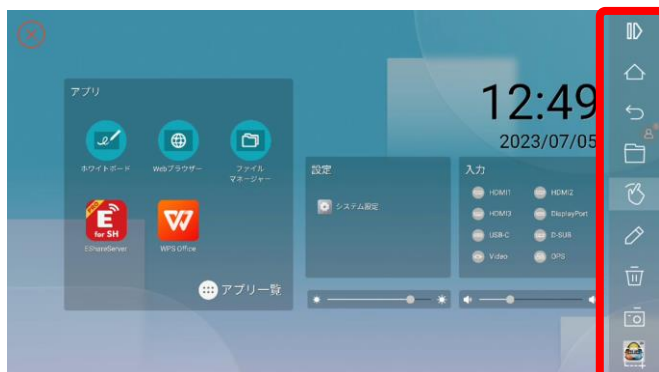 アプリ
ホワイトボード
Webブラウザー
ファイル
マネージャー
PRO
E
for SH
EShareServer
WPS Office
アプリ一覧
12:49
2023/07/05
設定
システム設定
入力
HDMI1
HDMI2
HDMI3
DisplayPort
USB-C
D-SUB
Video
OPS